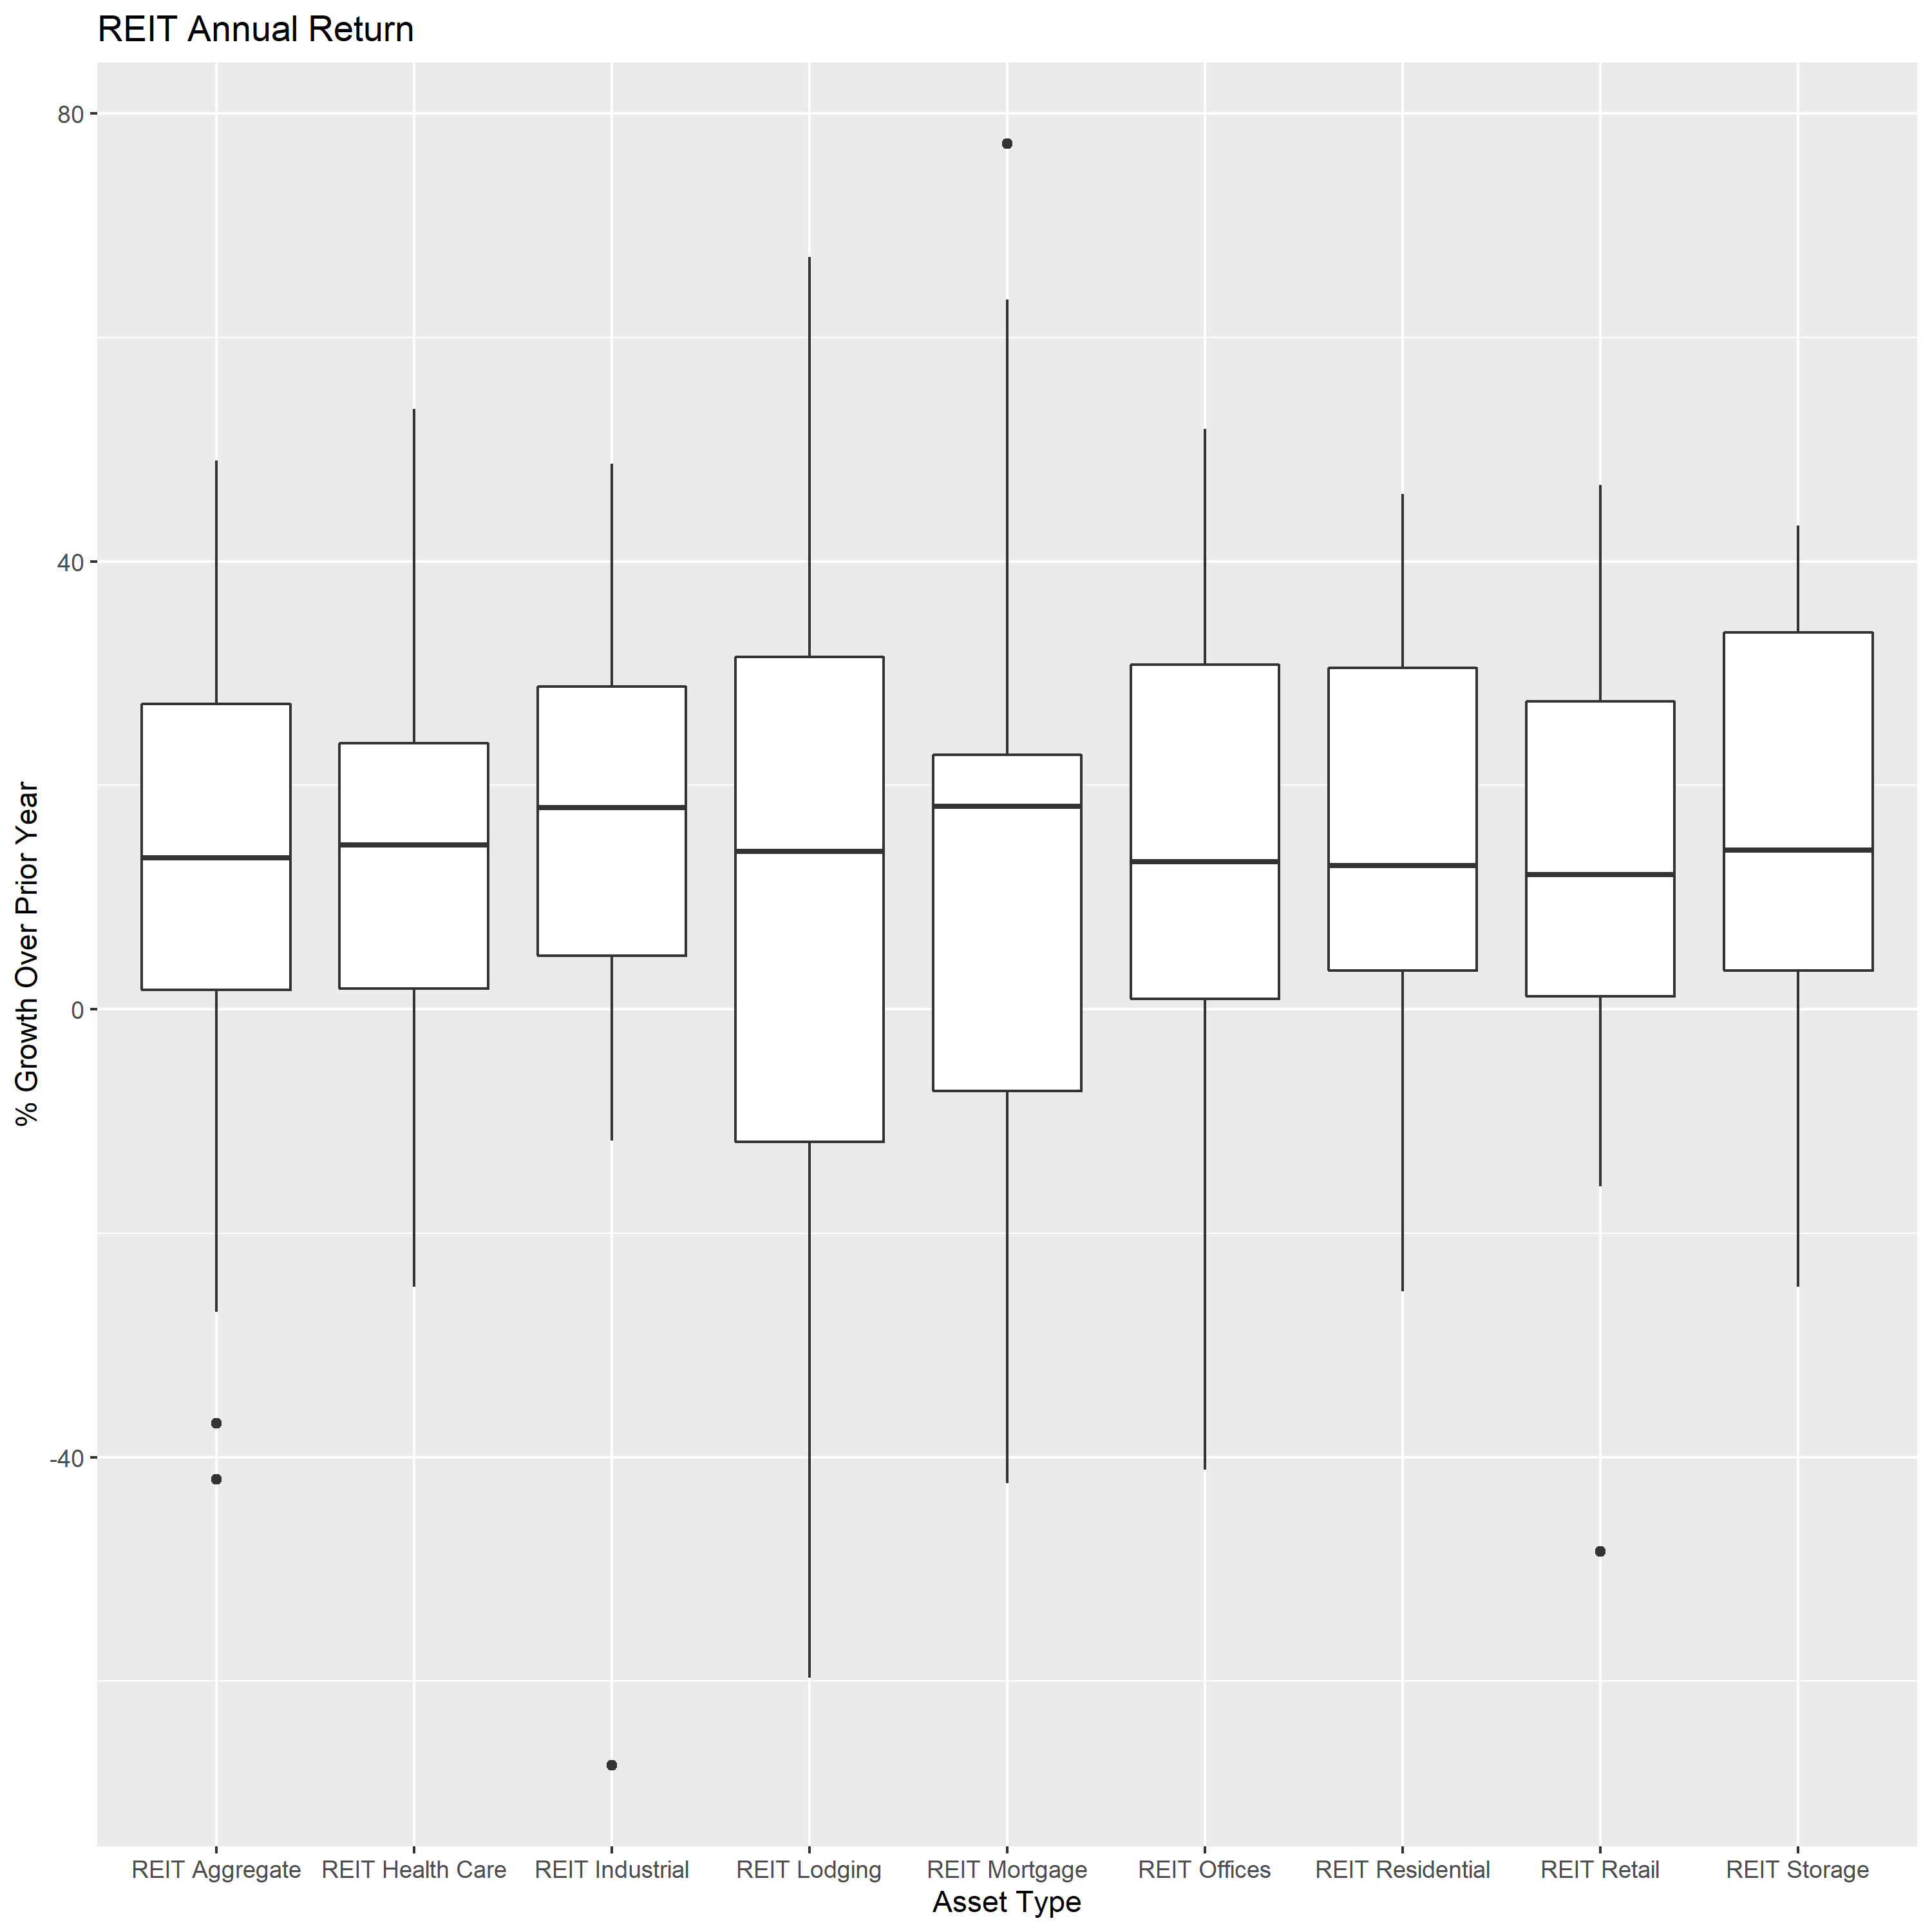 REIT Annual Return
% Growth Over Prior Year
80
40
0
-40
REIT Aggregate REIT Health Care REIT Industrial REIT Lodging REIT Mortgage REIT Offices REIT Residential REIT Retail REIT Storage
Asset Type